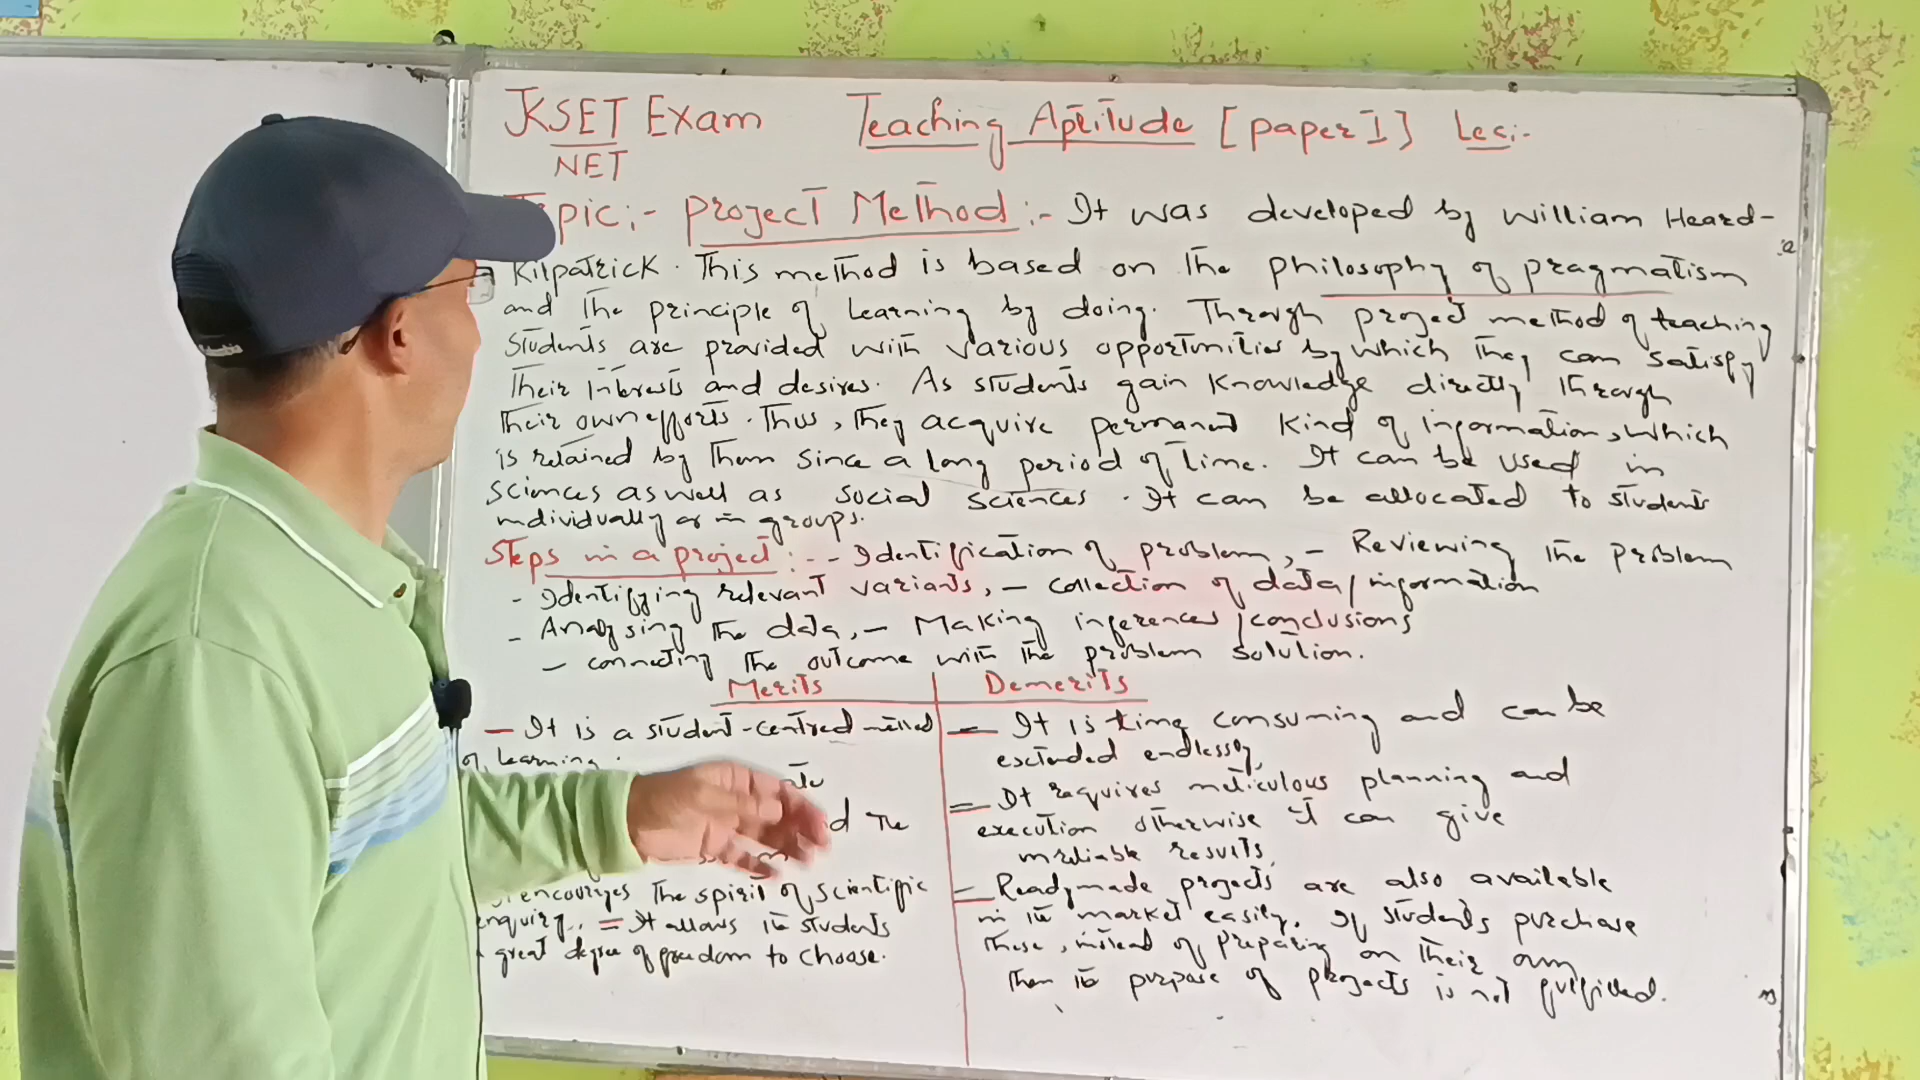 JKSET Exam Teaching Aptitude [paper I] Lec:-
NET
Topic:- Project Method:- It was developed by William Heard-
Kilpatrick. This method is based on the philosophy of pragmatism
and the principle of learning by doing. Through project method of teaching
students are provided with various opportunities by which they can satisfy
their interests and desires. As students gain knowledge directly through
their own efforts. Thus, they acquire permanent kind of information, which
is retained by them since a long period of time. It can be used in
sciences as well as social sciences. It can be allocated to students
individually or in groups.
Steps in a project:- - Identification of problem, - Reviewing the problem
- Identifying relevant variants, - collection of data/information
- Analysing the data, - Making inferences/conclusions
- connecting the outcome with the problem solution.
Merits
- It is a student-centred method
of learning.
the
encourages the spirit of scientific
enquiry. = It allows the students
great degree of freedom to choose.
Demerits
- It is time consuming and can be
extended endlessly,
= It requires meticulous planning and
execution otherwise it can give
unreliable results,
= Readymade projects are also available
in the market easily. If students purchase
these, instead of preparing on their own
then the purpose of projects is not fulfilled.
Columbia